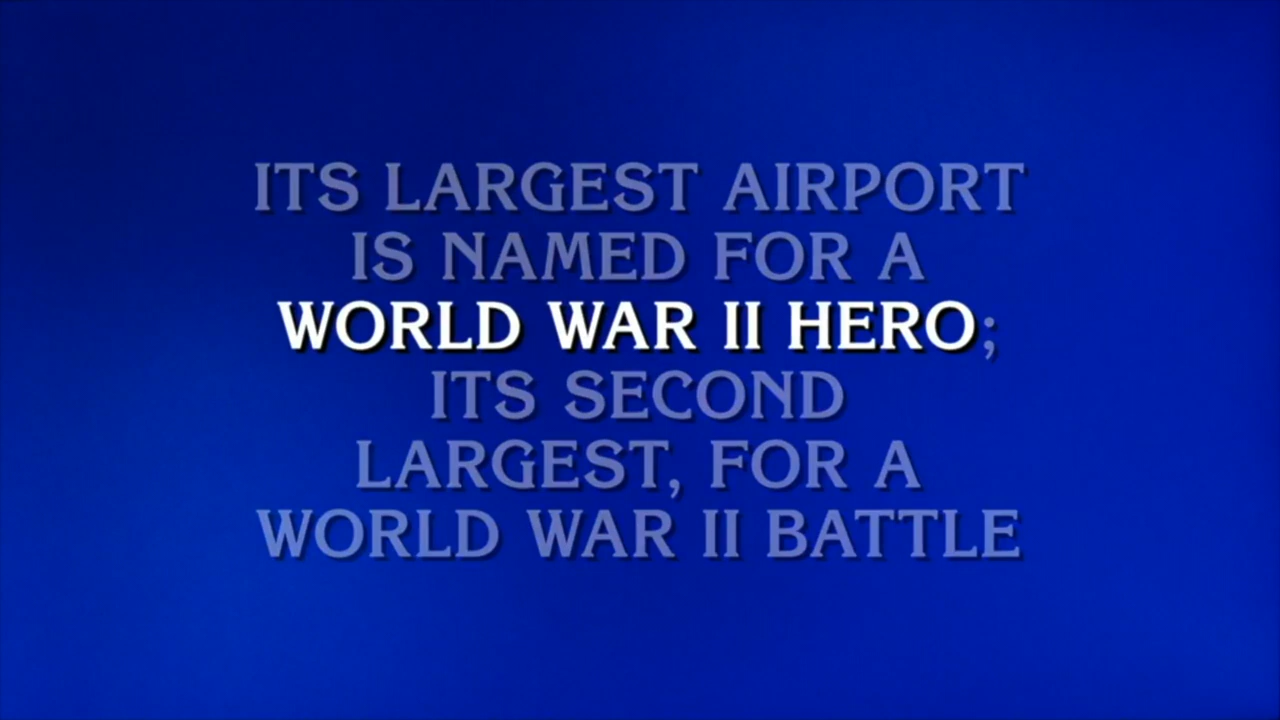 ITS LARGEST AIRPORT
IS NAMED FOR A
WORLD WAR II HERO;
ITS SECOND
LARGEST, FOR A
WORLD WAR II BATTLE